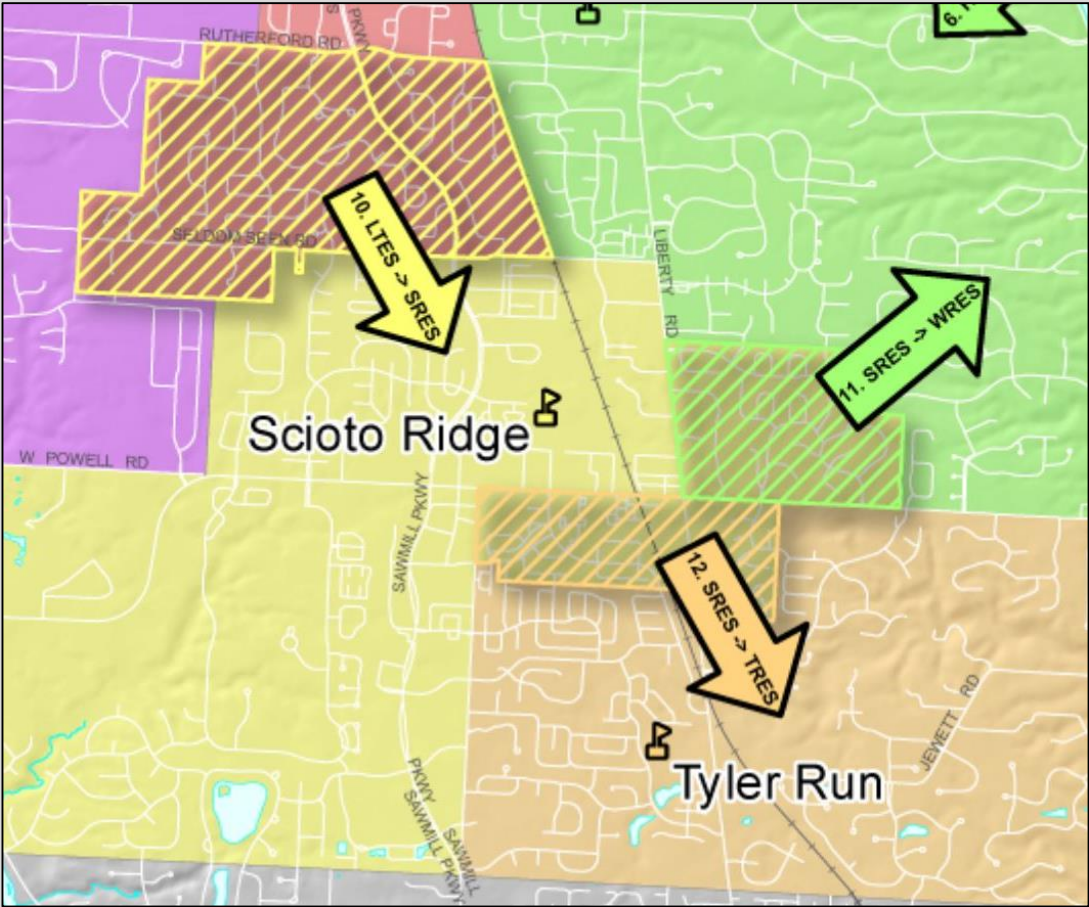 S
PKWY
RUTHERFORD RD
6.
10. LTES -> SRES
SELDOM SEEN RD
LIBERTY RD
11. SRES -> WRES
Scioto Ridge
W POWELL RD
SAWMILL PKWY
12. SRES -> TRES
JEWETT RD
Tyler Run
PKWY
SAWMILL PKWY
SAWMILL